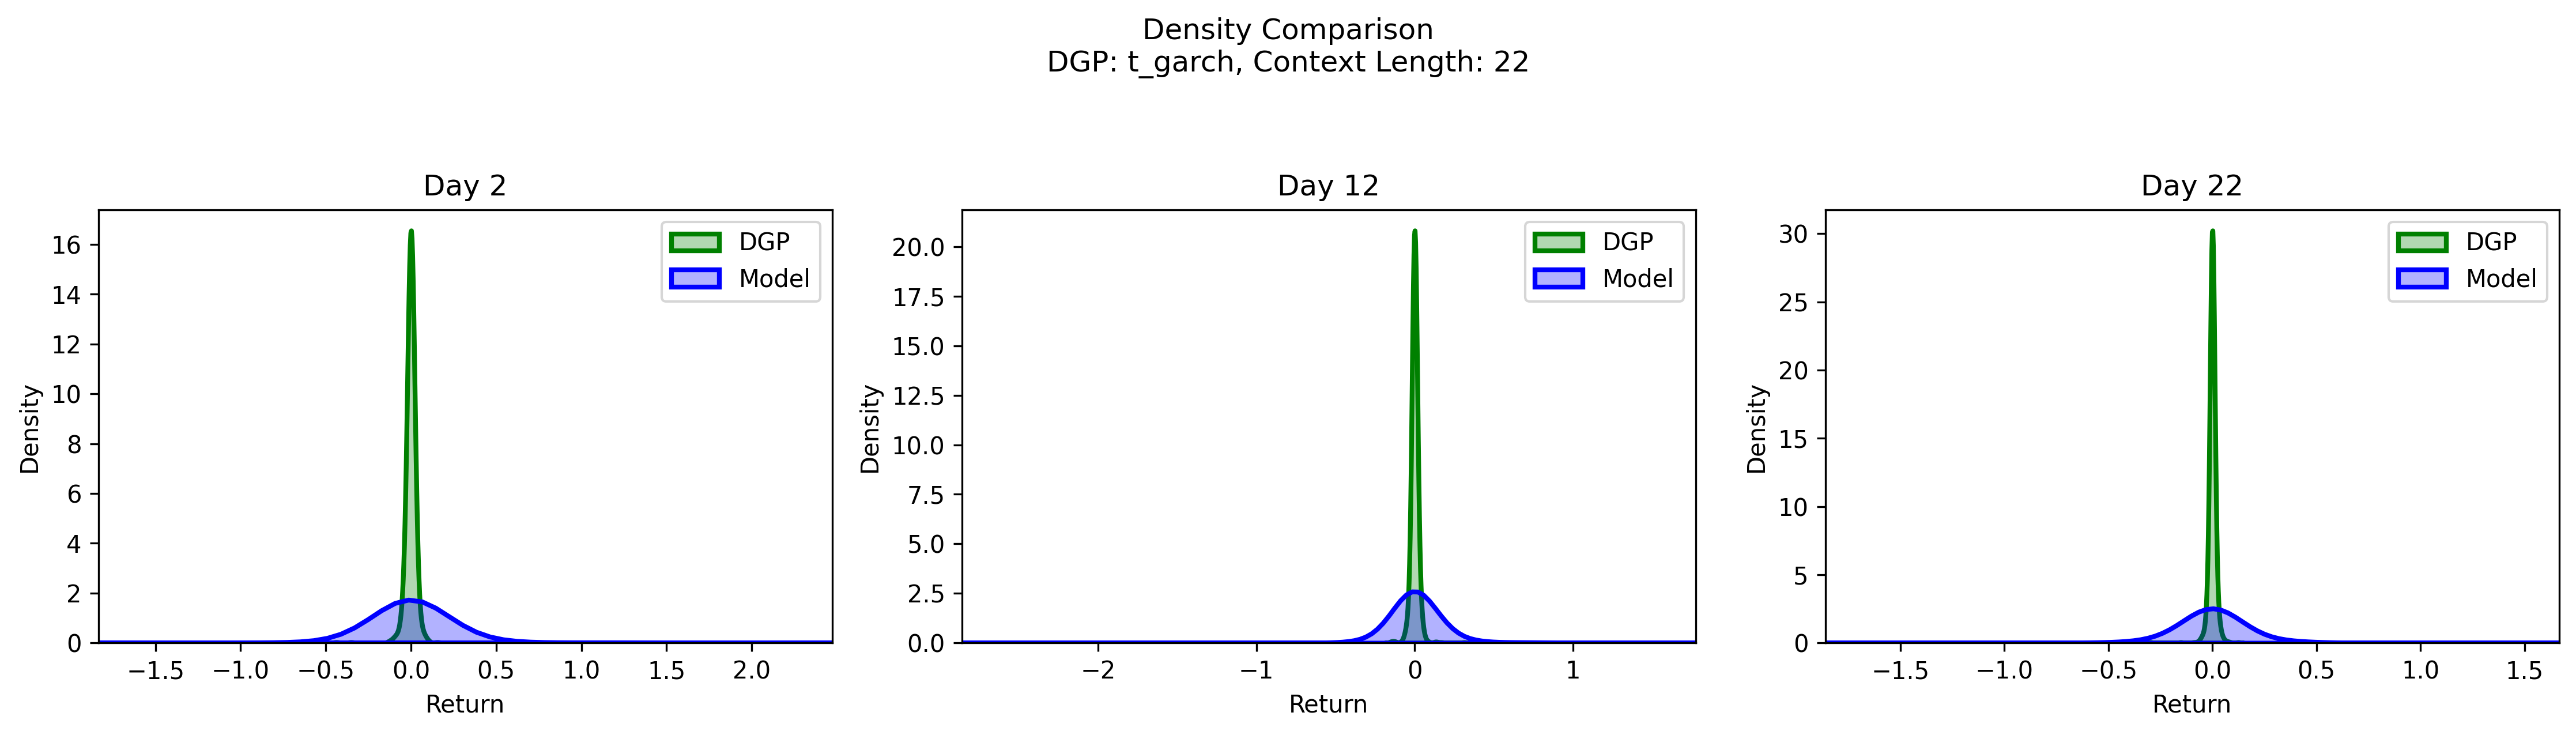 Density Comparison
DGP: t_garch, Context Length: 22
Day 2
16
14
12
10
8
6
4
2
0
Density
−1.5 −1.0 −0.5 0.0 0.5 1.0 1.5 2.0
Return
DGP
Model
Day 12
20.0
17.5
15.0
12.5
10.0
7.5
5.0
2.5
0.0
Density
−2 −1 0 1
Return
DGP
Model
Day 22
30
25
20
15
10
5
0
Density
−1.5 −1.0 −0.5 0.0 0.5 1.0 1.5
Return
DGP
Model